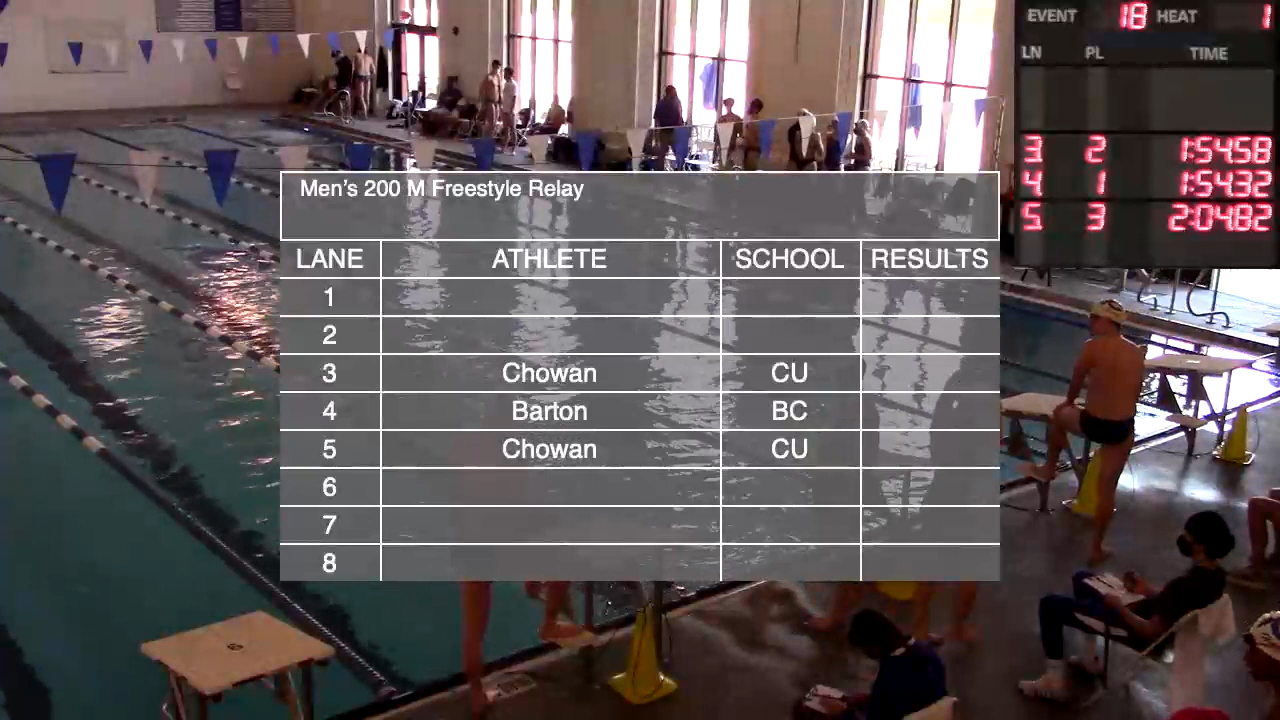 EVENT 18 HEAT 1
LN PL TIME
3 2 1:54.58
4 1 1:54.32
5 3 2:04.82
Men's 200 M Freestyle Relay
LANE ATHLETE SCHOOL RESULTS
1
2
3 Chowan CU
4 Barton BC
5 Chowan CU
6
7
8
6